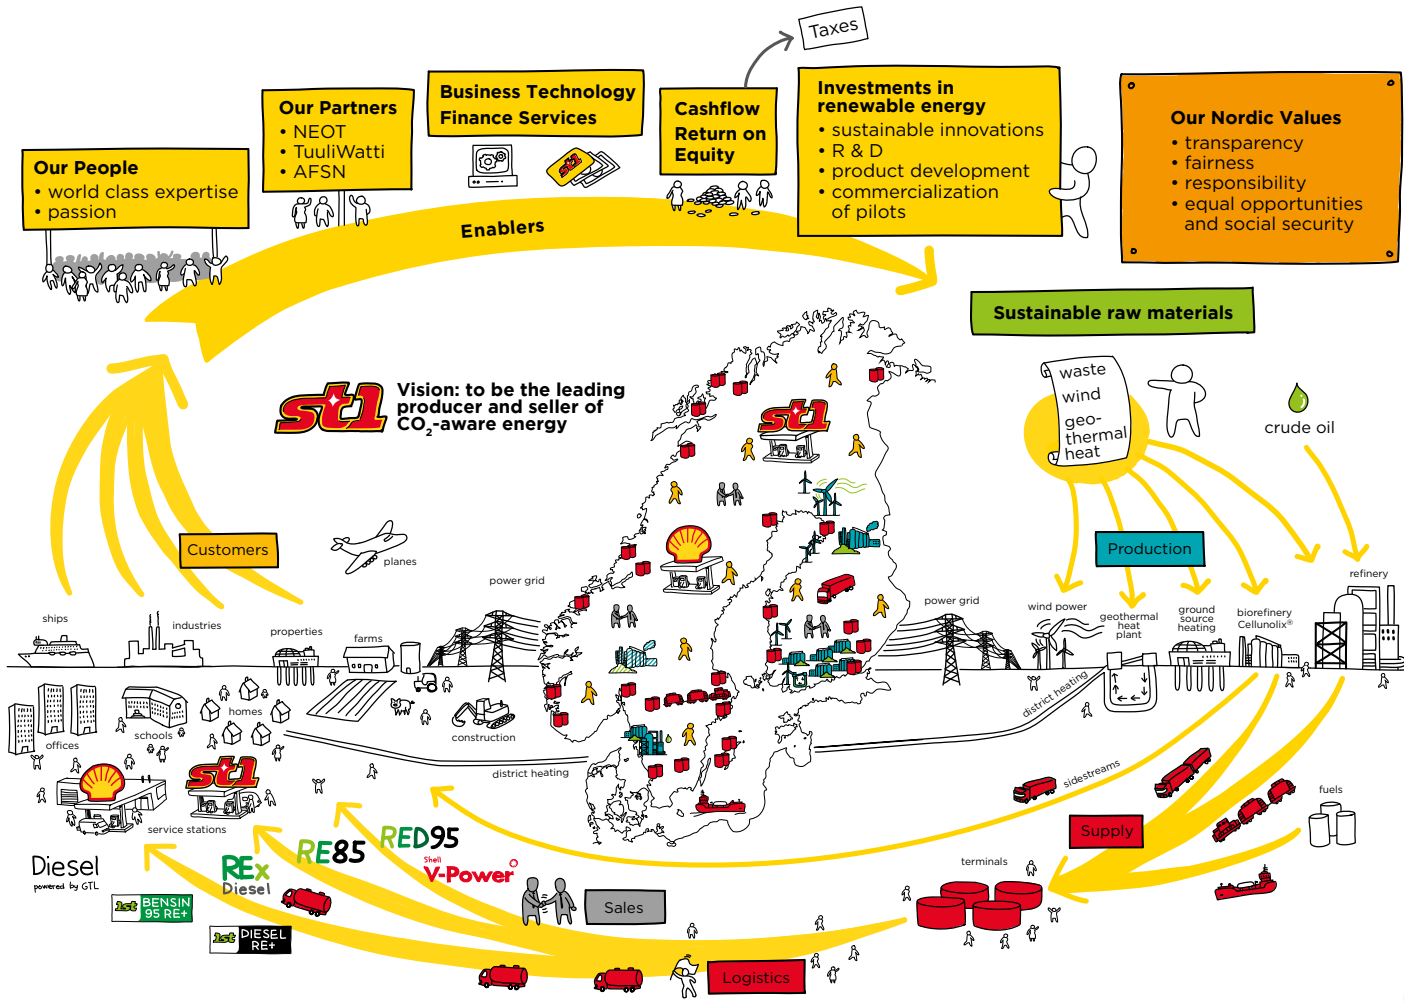 Taxes
Our People
• world class expertise
• passion
Our Partners
• NEOT
• TuuliWatti
• AFSN
Business Technology
Finance Services
st1
Cashflow
Return on
Equity
Investments in
renewable energy
• sustainable innovations
• R & D
• product development
• commercialization
of pilots
Our Nordic Values
• transparency
• fairness
• responsibility
• equal opportunities
and social security
Enablers
Sustainable raw materials
waste
wind
geo-
thermal
heat
crude oil
st1
Vision: to be the leading
producer and seller of
CO2-aware energy
st1
Customers
planes
power grid
ships
industries
properties
farms
homes
offices
schools
construction
district heating
st1
service stations
Production
power grid
wind power
geothermal
heat
plant
ground
source
heating
biorefinery
Cellunolix®
refinery
district heating
sidestreams
fuels
Supply
terminals
Diesel
powered by GTL
1st BENSIN
95 RE+
REx
Diesel
1st DIESEL
RE+
RE85
RED95
Shell
V-Power
Sales
Logistics